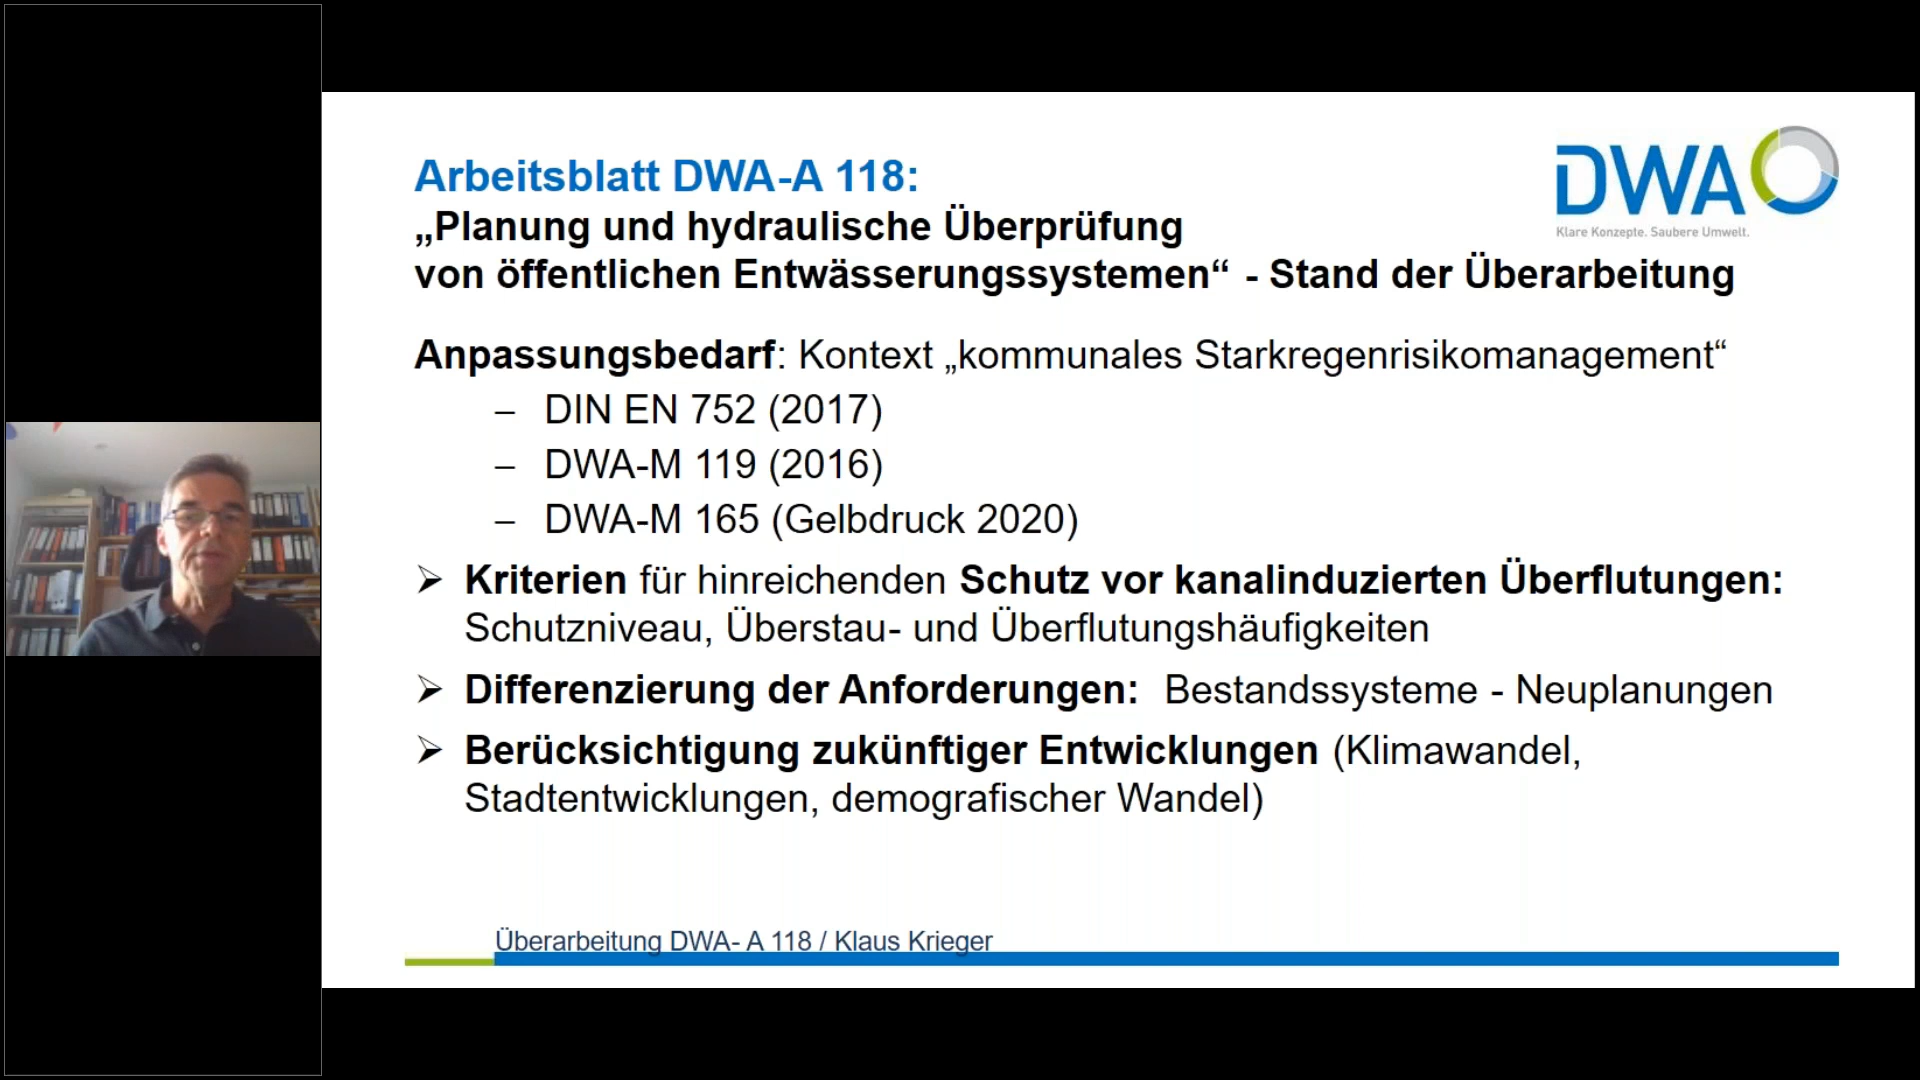 Arbeitsblatt DWA-A 118:
„Planung und hydraulische Überprüfung
von öffentlichen Entwässerungssystemen“ - Stand der Überarbeitung
DWA
Klare Konzepte. Saubere Umwelt.
Anpassungsbedarf: Kontext „kommunales Starkregenrisikomanagement“
– DIN EN 752 (2017)
– DWA-M 119 (2016)
– DWA-M 165 (Gelbdruck 2020)
➢ Kriterien für hinreichenden Schutz vor kanalinduzierten Überflutungen:
Schutzniveau, Überstau- und Überflutungshäufigkeiten
➢ Differenzierung der Anforderungen: Bestandssysteme - Neuplanungen
➢ Berücksichtigung zukünftiger Entwicklungen (Klimawandel,
Stadtentwicklungen, demografischer Wandel)
Überarbeitung DWA- A 118 / Klaus Krieger